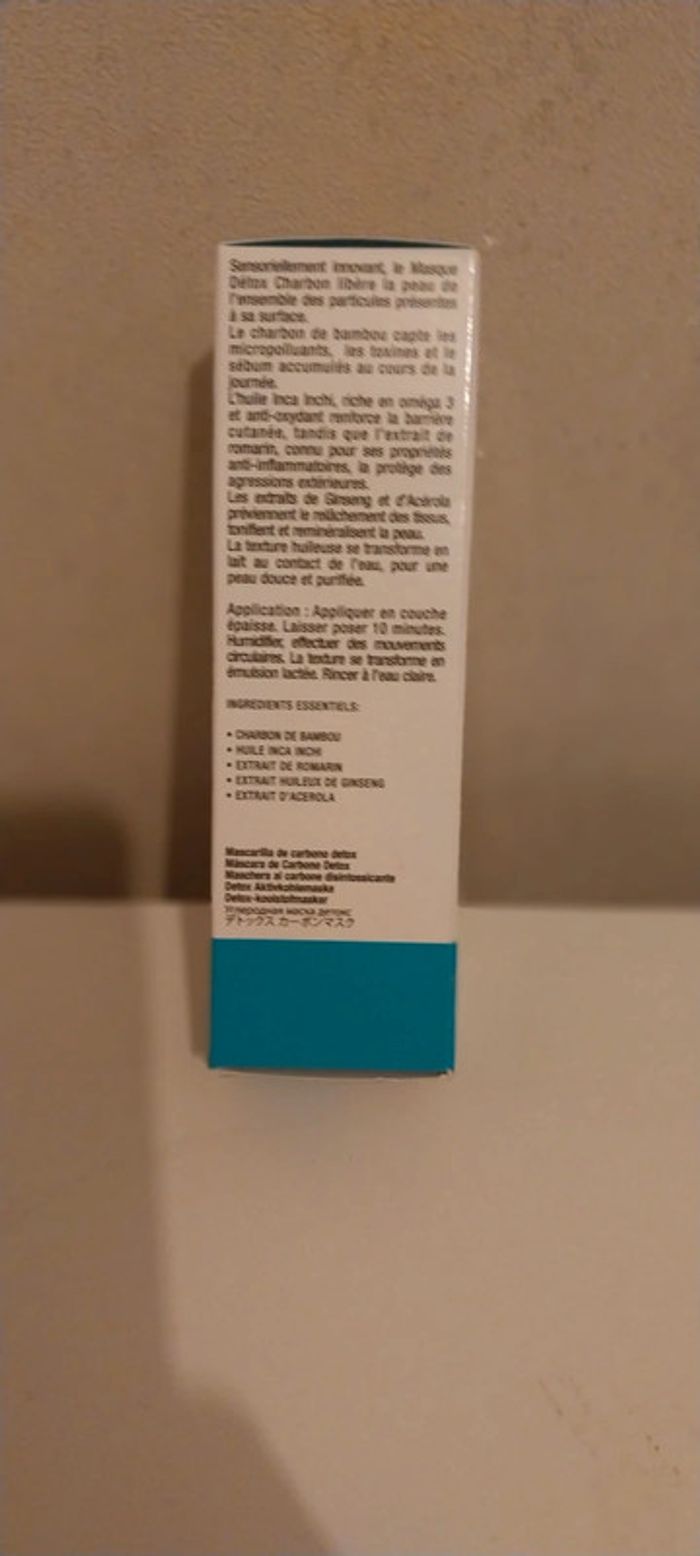 Sensoriellement innovant, le Masque
Détox Charbon libère la peau de
l'ensemble des particules présentes
à sa surface.
Le charbon de bambou capte les
micropolluants, les toxines et le
sébum accumulés au cours de la
journée.
L'huile Inca Inchi, riche en oméga 3
et anti-oxydant renforce la barrière
cutanée, tandis que l'extrait de
romarin, connu pour ses propriétés
anti-inflammatoires, la protège des
agressions extérieures.
Les extraits de Ginseng et d'Acérola
préviennent le relâchement des tissus,
tonifient et reminéralisent la peau.
La texture huileuse se transforme en
lait au contact de l'eau, pour une
peau douce et purifiée.
Application : Appliquer en couche
épaisse. Laisser poser 10 minutes.
Humidifier, effectuer des mouvements
circulaires. La texture se transforme en
émulsion lactée. Rincer à l'eau claire.
INGREDIENTS ESSENTIELS:
• CHARBON DE BAMBOU
• HUILE INCA INCHI
• EXTRAIT DE ROMARIN
• EXTRAIT HUILEUX DE GINSENG
• EXTRAIT D'ACEROLA
Mascarilla de carbono detox
Máscara de Carbono Detox
Maschera al carbone disintossicante
Detox Aktivkohlemaske
Detox-koolstofmasker
Углеродная маска детокс
デトックス カーボンマスク